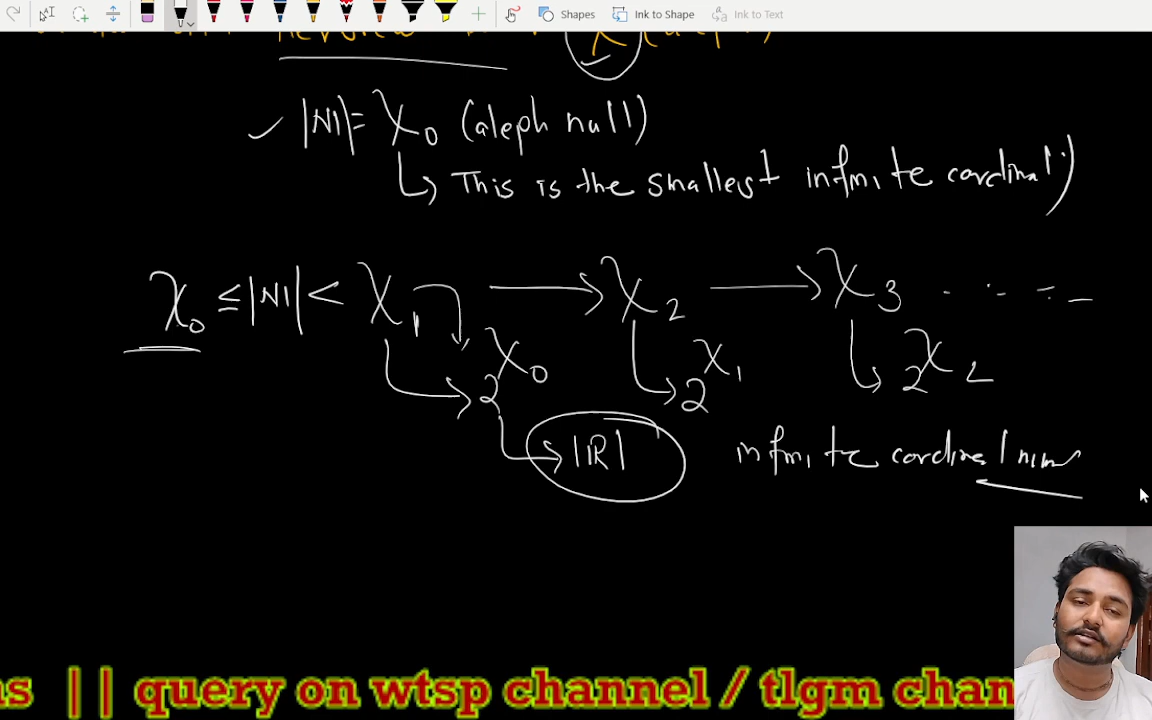 Shapes Ink to Shape Ink to Text
|N| = ℵ0 (aleph null)
↳ This is the smallest infinite cardinal)
ℵ0 ≤ |N| < ℵ1 → ℵ2 → ℵ3 ....
↳ 2^ℵ0 ↳ 2^ℵ1 ↳ 2^ℵ2
↳ |R| infinite cardinal num
|| query on wtsp channel / tlgm chan